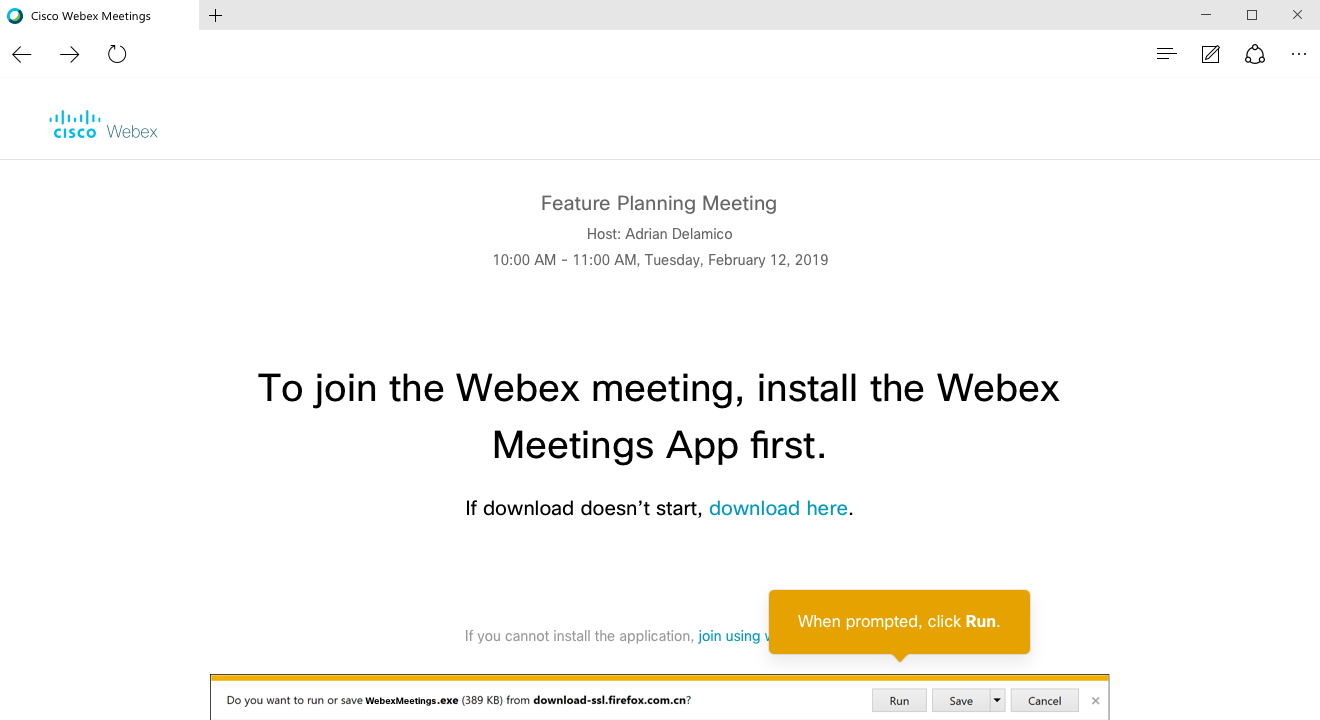 Cisco Webex Meetings
cisco Webex
Feature Planning Meeting
Host: Adrian Delamico
10:00 AM - 11:00 AM, Tuesday, February 12, 2019
To join the Webex meeting, install the Webex
Meetings App first.
If download doesn't start, download here.
When prompted, click Run.
If you cannot install the application, join using
Do you want to run or save WebexMeetings.exe (389 KB) from download-ssl.firefox.com.cn?
Run Save Cancel